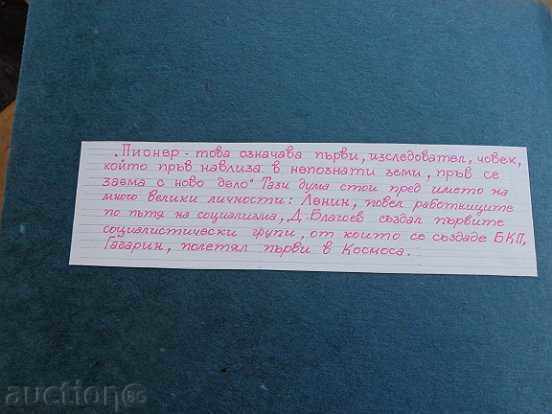 „Пионер - това означава първи, изследовател, човек,
който пръв навлиза в непознати земи, пръв се
заема с ново дело." Тази дума стои пред името на
много велики личности: Ленин, повел работниците
по пътя на социализма, Д. Благоев създал първите
социалистически групи, от които се създаде БКП,
Гагарин, полетял първи в Космоса.
auction.bg